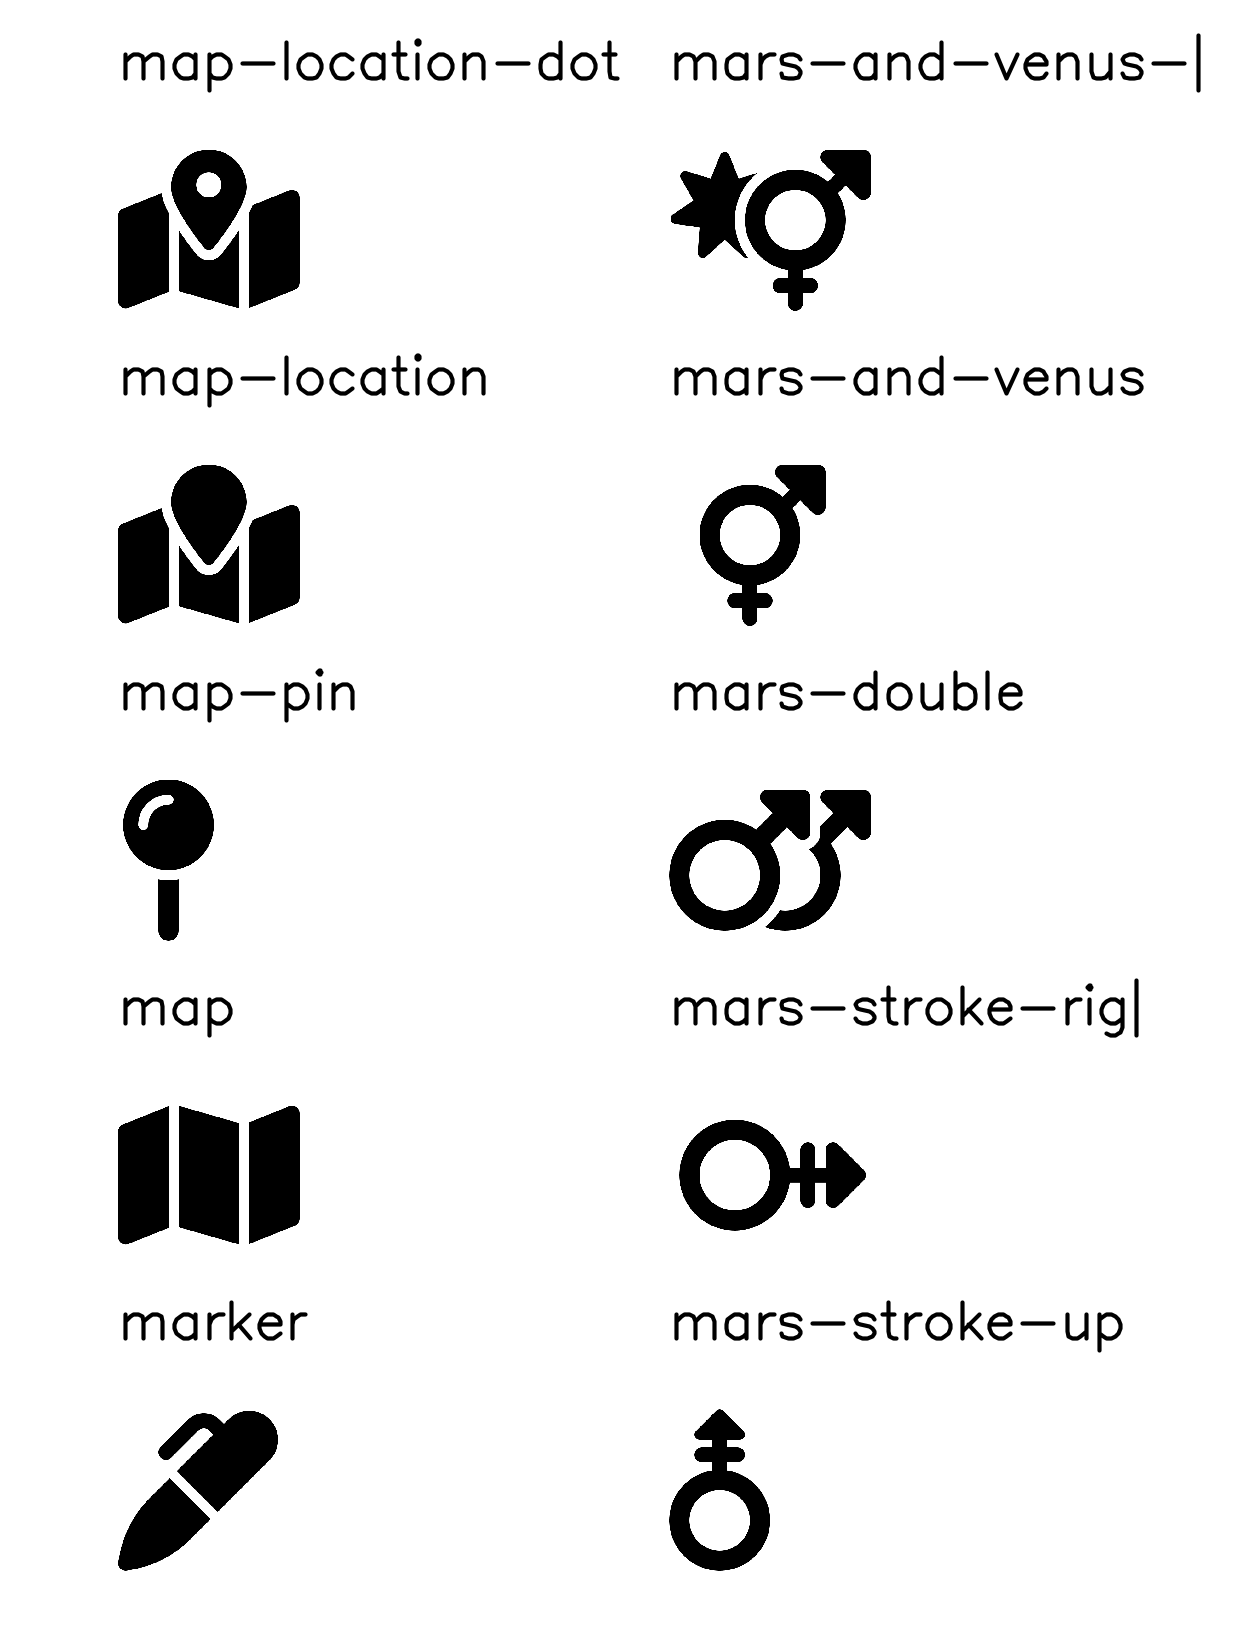 map-location-dot
mars-and-venus-|
map-location
mars-and-venus
map-pin
mars-double
map
mars-stroke-rig|
marker
mars-stroke-up